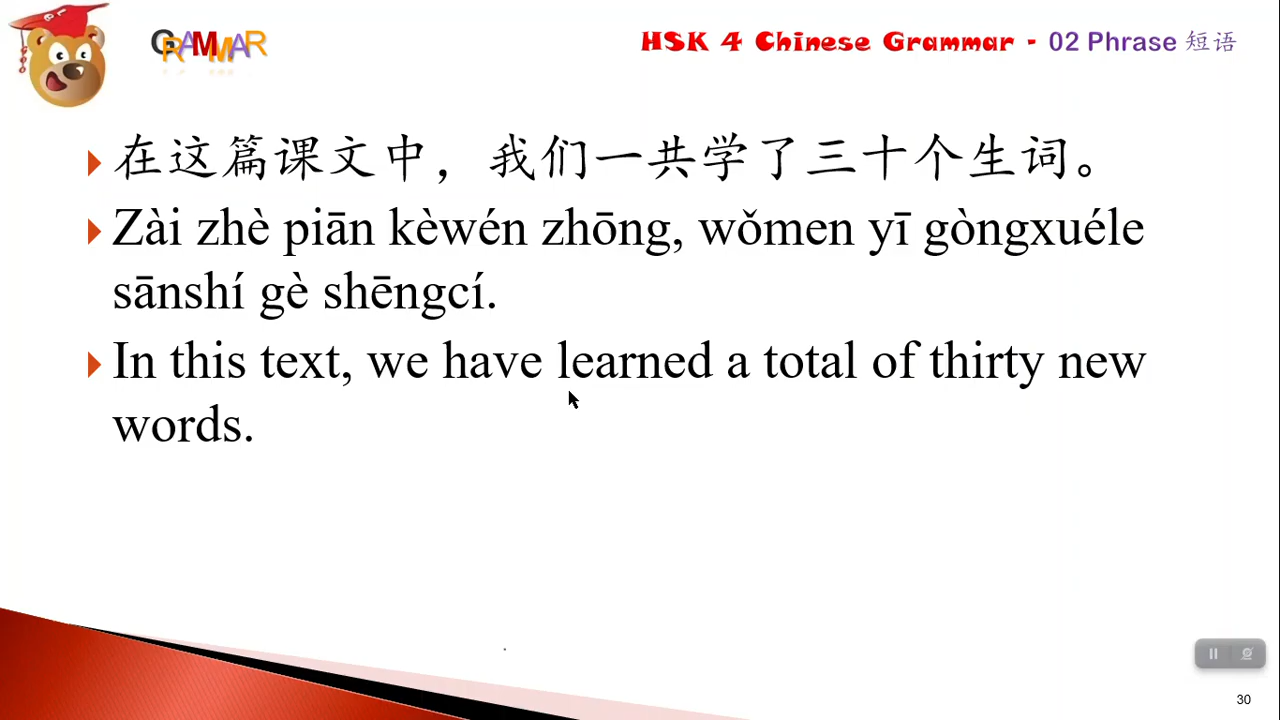 GRAMMAR
HSK 4 Chinese Grammar - 02 Phrase 短语
在这篇课文中，我们一共学了三十个生词。
Zài zhè piān kèwén zhōng, wǒmen yī gòngxuéle
sānshí gè shēngcí.
In this text, we have learned a total of thirty new
words.
30